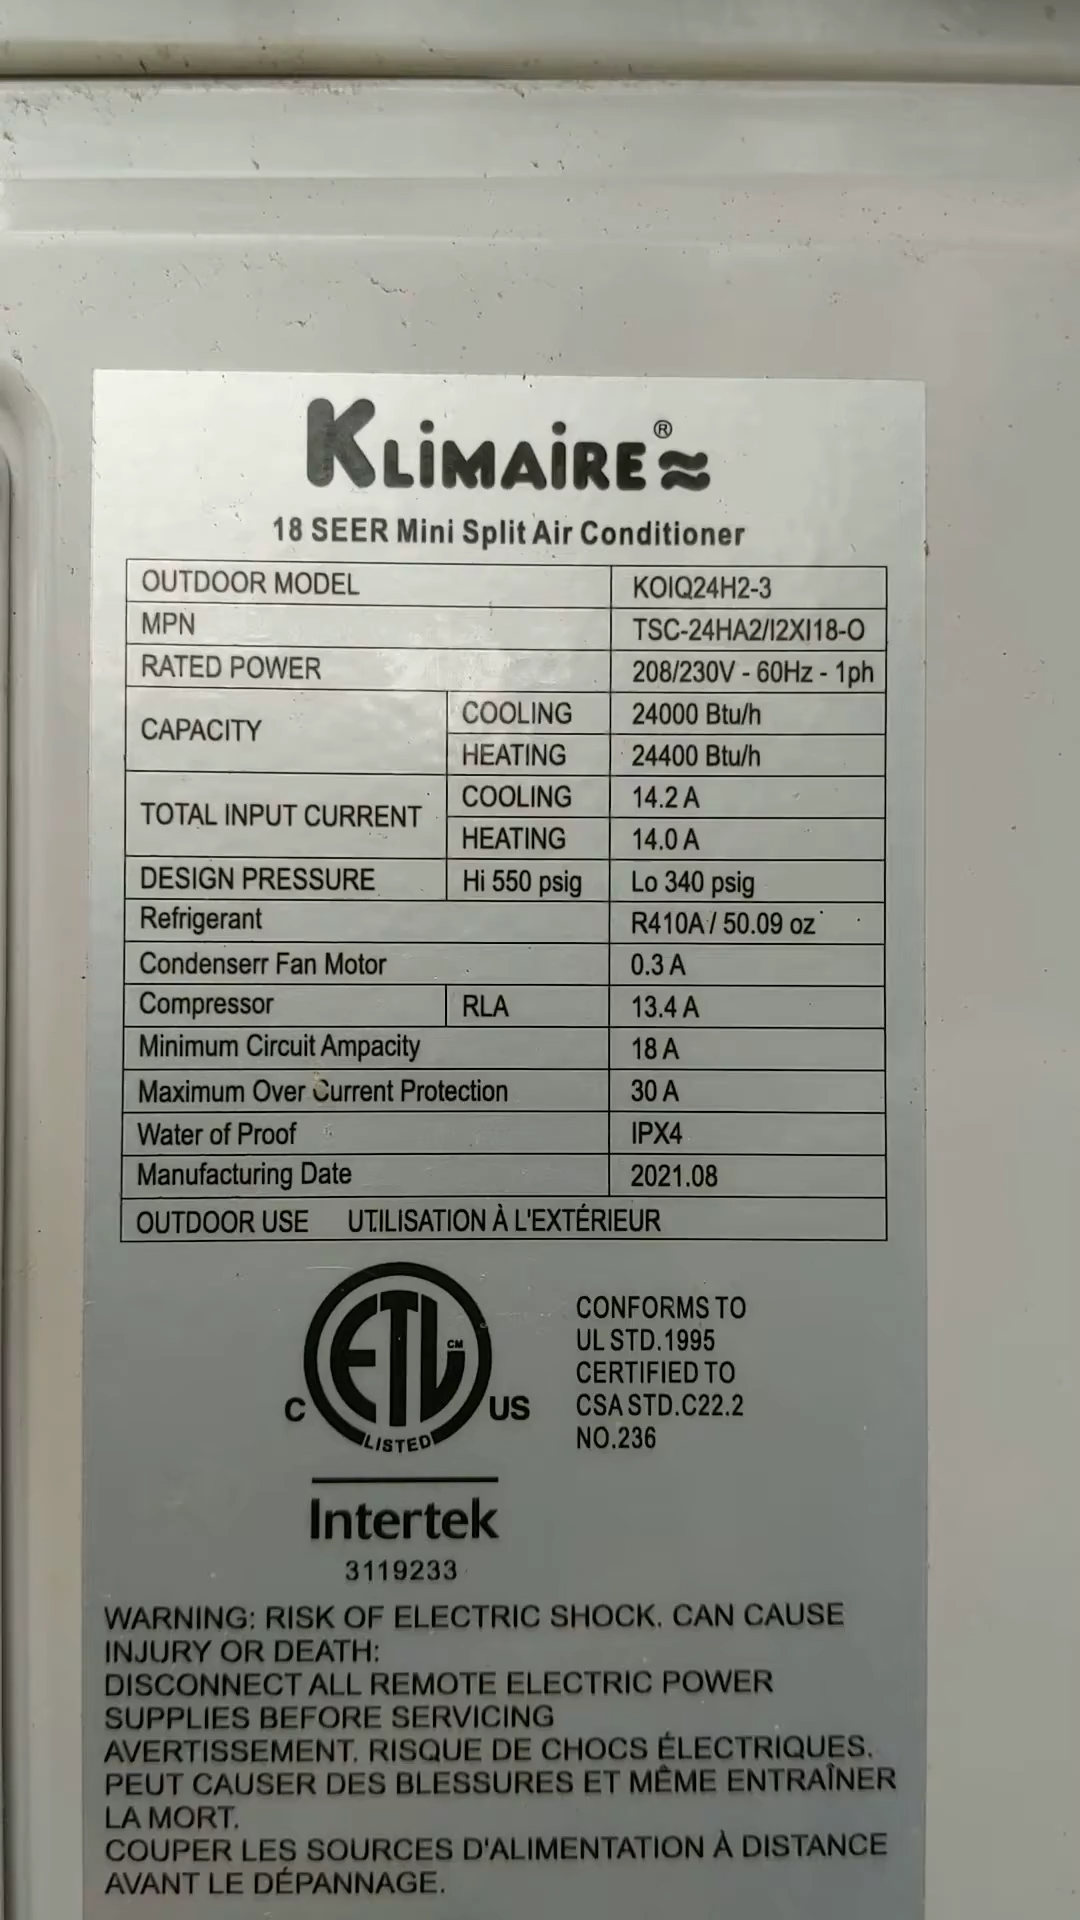 KLIMAIRE®
18 SEER Mini Split Air Conditioner
OUTDOOR MODEL KOIQ24H2-3
MPN TSC-24HA2/I2XI18-O
RATED POWER 208/230V - 60Hz - 1ph
CAPACITY COOLING 24000 Btu/h
HEATING 24400 Btu/h
TOTAL INPUT CURRENT COOLING 14.2 A
HEATING 14.0 A
DESIGN PRESSURE Hi 550 psig Lo 340 psig
Refrigerant R410A / 50.09 oz
Condenserr Fan Motor 0.3 A
Compressor RLA 13.4 A
Minimum Circuit Ampacity 18 A
Maximum Over Current Protection 30 A
Water of Proof IPX4
Manufacturing Date 2021.08
OUTDOOR USE UTILISATION À L'EXTÉRIEUR
C ETL CM US
LISTED
Intertek
3119233
CONFORMS TO
UL STD.1995
CERTIFIED TO
CSA STD.C22.2
NO.236
WARNING: RISK OF ELECTRIC SHOCK. CAN CAUSE
INJURY OR DEATH:
DISCONNECT ALL REMOTE ELECTRIC POWER
SUPPLIES BEFORE SERVICING
AVERTISSEMENT. RISQUE DE CHOCS ÉLECTRIQUES.
PEUT CAUSER DES BLESSURES ET MÊME ENTRAÎNER
LA MORT.
COUPER LES SOURCES D'ALIMENTATION À DISTANCE
AVANT LE DÉPANNAGE.